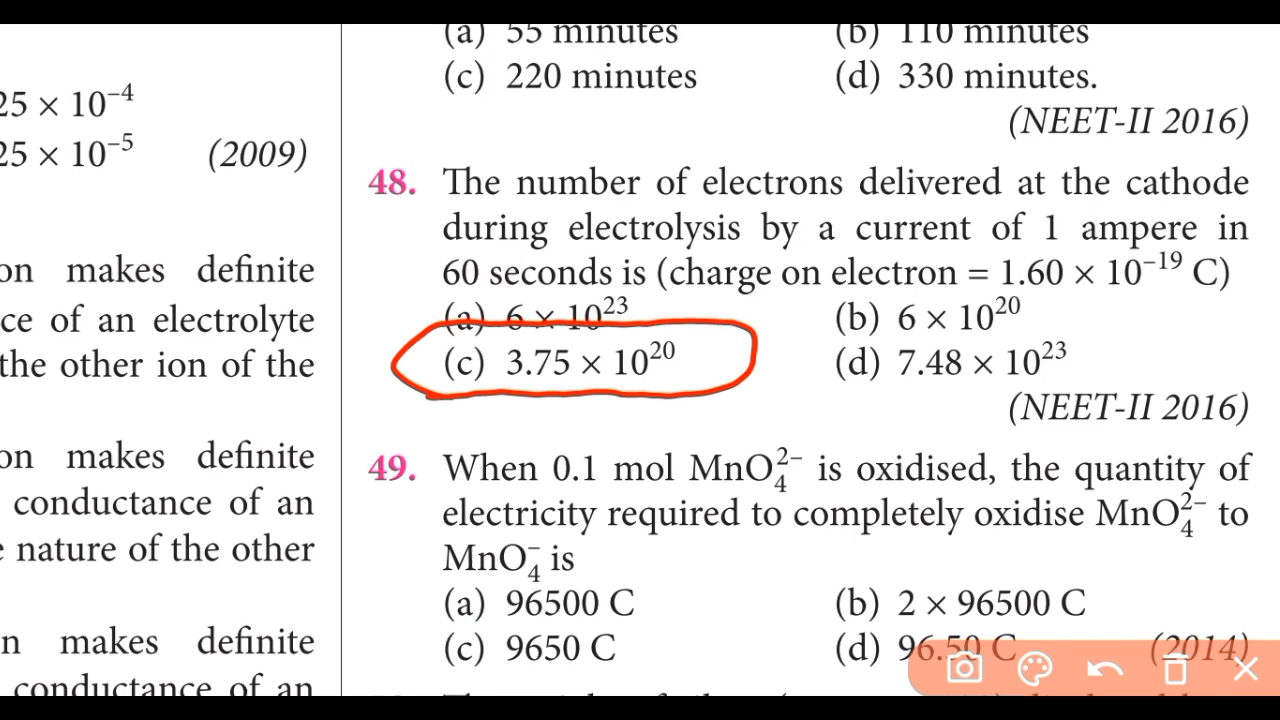 25 × 10⁻⁴
25 × 10⁻⁵ (2009)
on makes definite
ce of an electrolyte
the other ion of the
on makes definite
conductance of an
e nature of the other
n makes definite
conductance of an
(a) 55 minutes (b) 110 minutes
(c) 220 minutes (d) 330 minutes.
(NEET-II 2016)
48. The number of electrons delivered at the cathode
during electrolysis by a current of 1 ampere in
60 seconds is (charge on electron = 1.60 × 10⁻¹⁹ C)
(a) 6 × 10²³ (b) 6 × 10²⁰
(c) 3.75 × 10²⁰ (d) 7.48 × 10²³
(NEET-II 2016)
49. When 0.1 mol MnO₄²⁻ is oxidised, the quantity of
electricity required to completely oxidise MnO₄²⁻ to
MnO₄⁻ is
(a) 96500 C (b) 2 × 96500 C
(c) 9650 C (d) 96.50 C (2014)